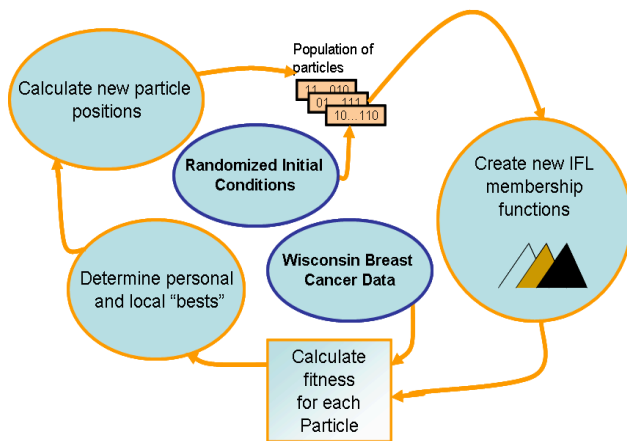 Population of
particles
11...010
01...111
10...110
Calculate new particle
positions
Randomized Initial
Conditions
Create new IFL
membership
functions
Wisconsin Breast
Cancer Data
Determine personal
and local “bests”
Calculate
fitness
for each
Particle